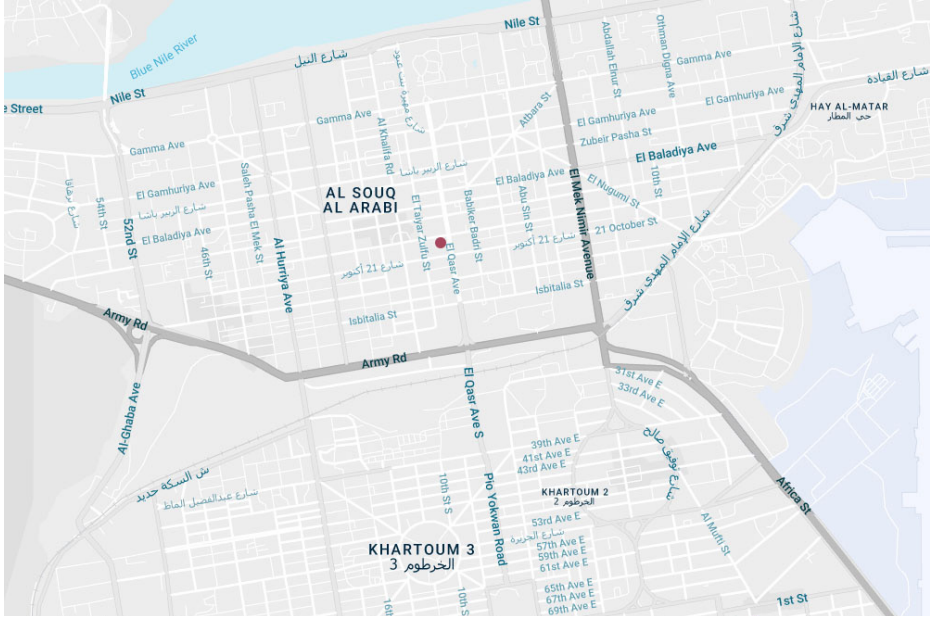 Nile St
Blue Nile River
شارع النيل
شارع مهيرة بنت عبود
Abdallah Elnur St
Othman Digna Ave
Gamma Ave
شارع الإمام المهدي شرق
شارع القيادة
e Street
Nile St
Gamma Ave
Atbara St
El Gamhuriya Ave
El Gamhuriya Ave
HAY AL-MATAR
حي المطار
Gamma Ave
Al Khalifa Rd
Zubeir Pasha St
شارع الزبير باشا
El Baladiya Ave
Saleh Pasha El Mek St
El Baladiya Ave
El Nugumi St
10th St
El Gamhuriya Ave
AL SOUQ
AL ARABI
El Taiyar Zulfu St
Babiker Badri St
Abu Sin St
El Mek Nimir Avenue
54th St
52nd St
شارع الزبير باشا
El Baladiya Ave
46th St
Al Hurriya Ave
El Qasr Ave
شارع 21 أكتوبر
21 October St
شارع الإمام المهدي شرق
شارع 21 أكتوبر
Isbitalia St
Isbitalia St
Army Rd
Army Rd
31st Ave E
33rd Ave E
Al-Ghaba Ave
El Qasr Ave S
39th Ave E
41st Ave E
43rd Ave E
شارع توفيق صالح
ش السكة حديد
شارع عبدالفضيل الماظ
10th St S
Pio Yokwan Road
KHARTOUM 2
الخرطوم 2
Africa St
53rd Ave E
شارع الجزيرة
57th Ave E
59th Ave E
61st Ave E
Al Mufti St
KHARTOUM 3
الخرطوم 3
65th Ave E
67th Ave E
69th Ave E
16th
10th S
1st St